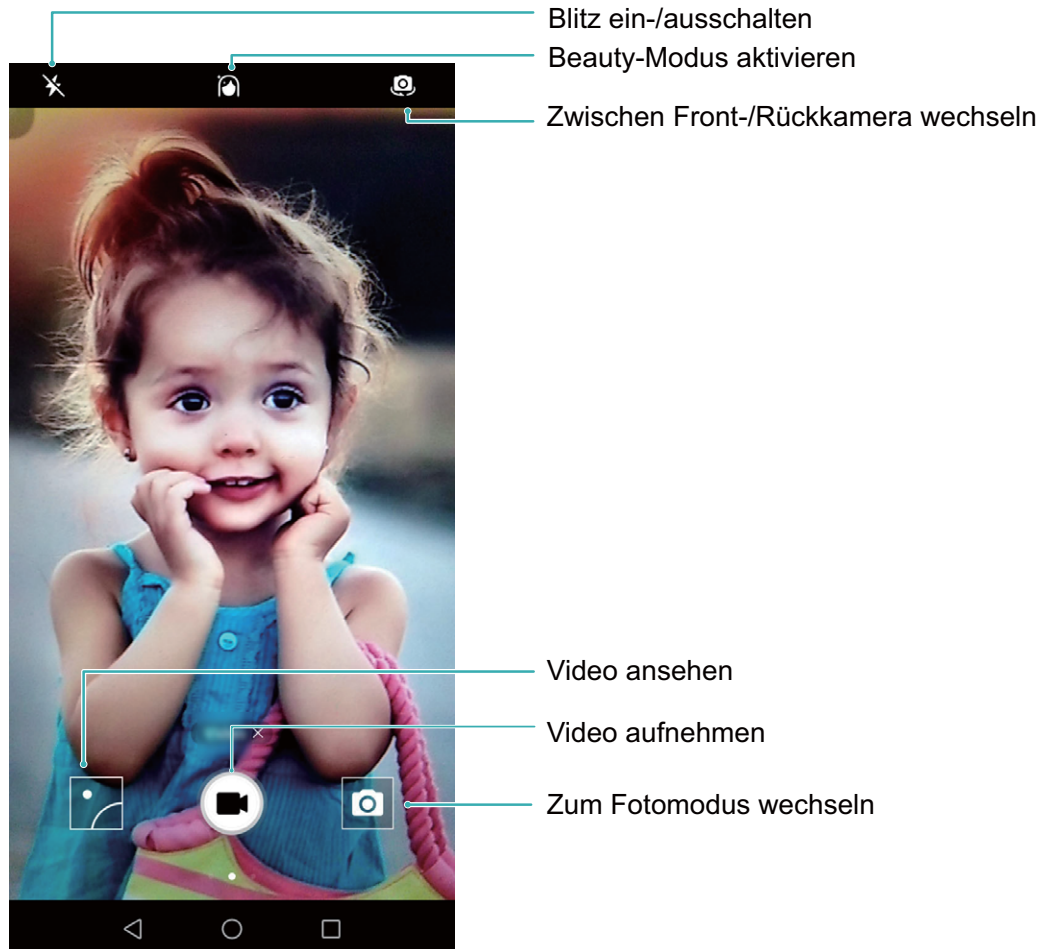 Blitz ein-/ausschalten
Beauty-Modus aktivieren
Zwischen Front-/Rückkamera wechseln
Video ansehen
Video aufnehmen
Zum Fotomodus wechseln